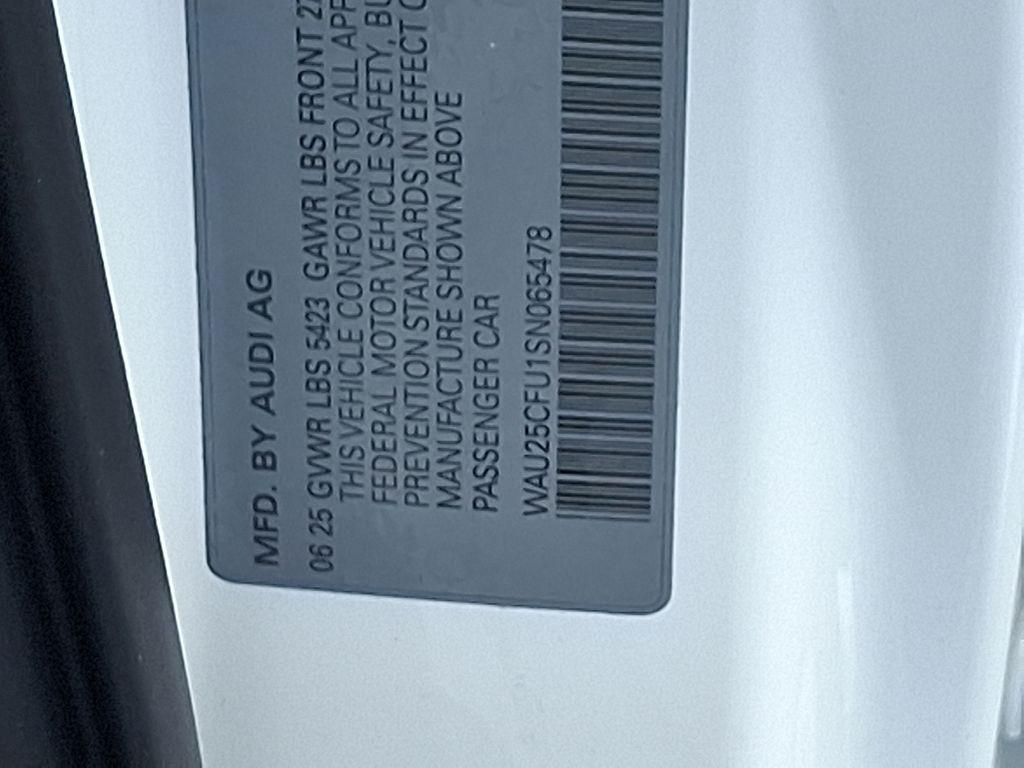 MFD. BY AUDI AG
06 25 GVWR LBS 5423 GAWR LBS FRONT
THIS VEHICLE CONFORMS TO ALL
FEDERAL MOTOR VEHICLE SAFETY,
PREVENTION STANDARDS IN EFFECT
MANUFACTURE SHOWN ABOVE
PASSENGER CAR
WAU25CFU1SN065478